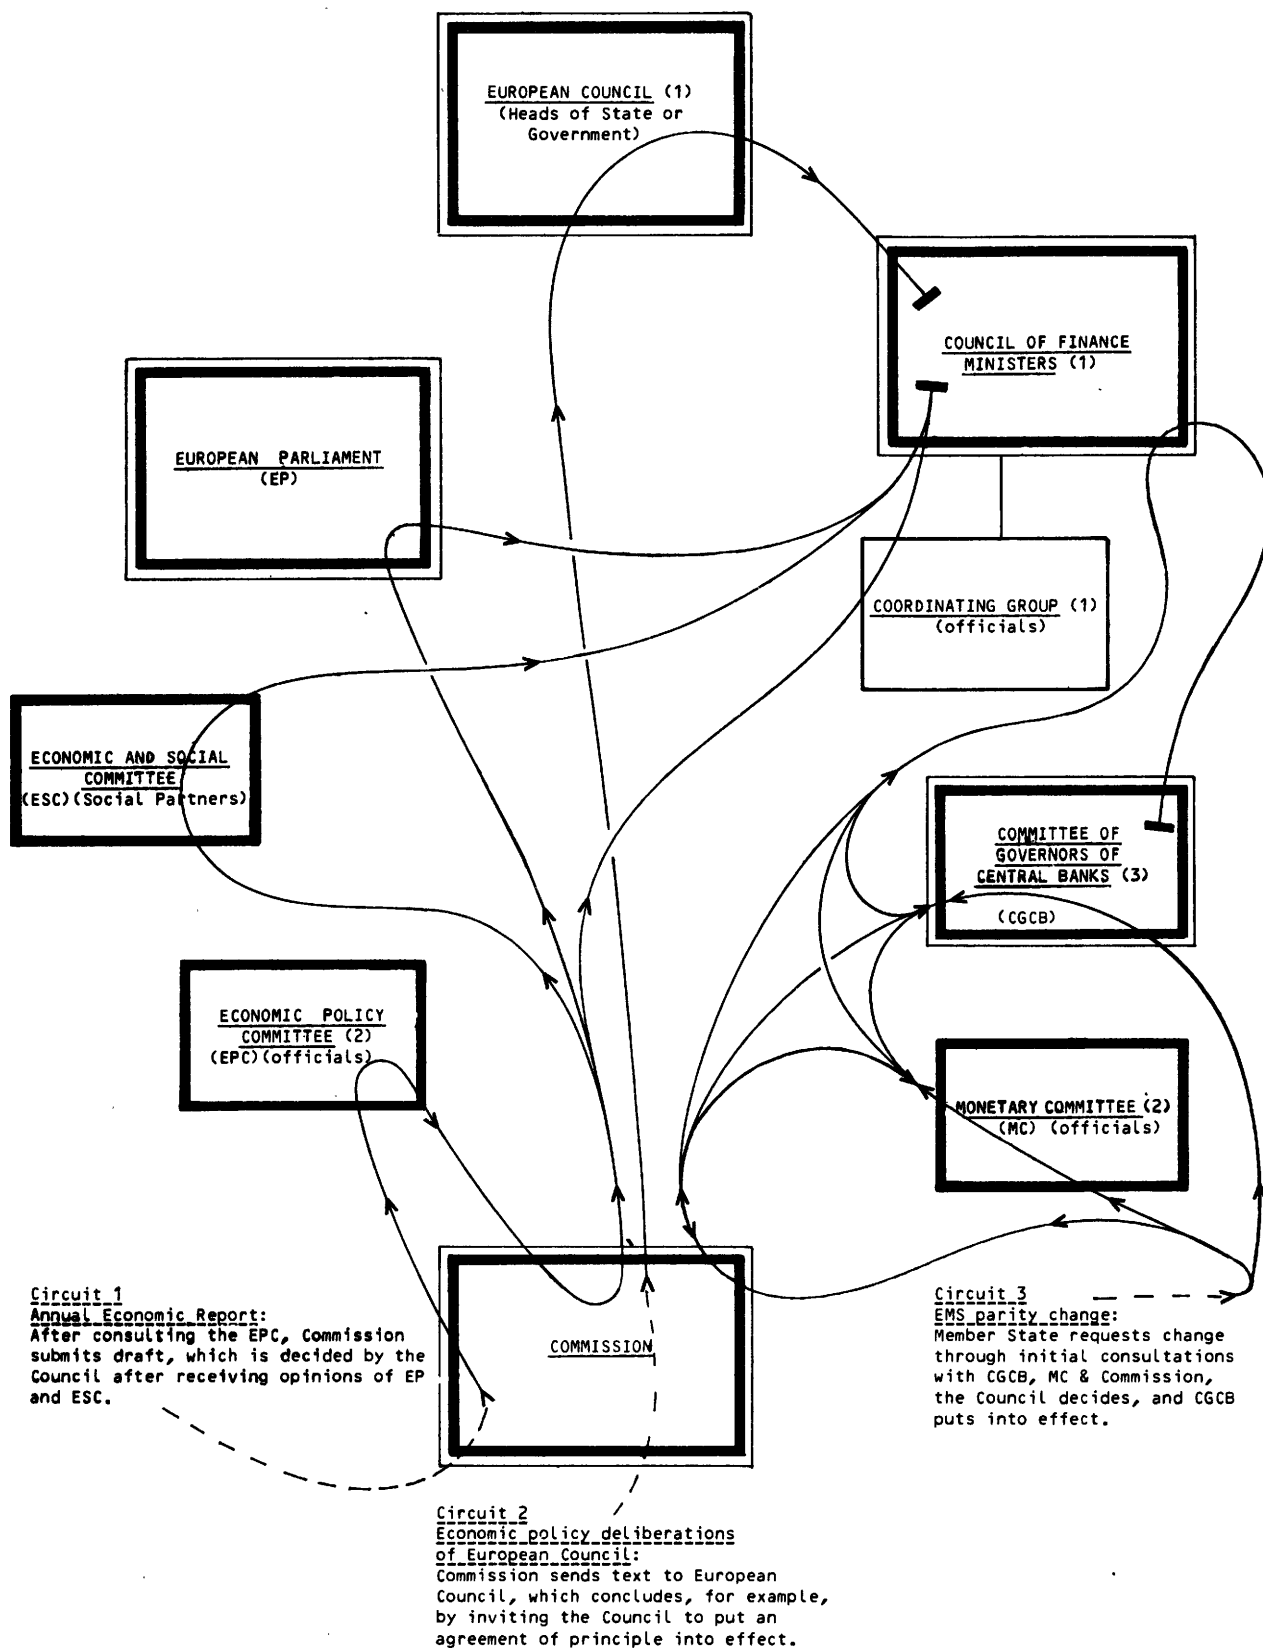 EUROPEAN COUNCIL (1)
(Heads of State or
Government)
COUNCIL OF FINANCE
MINISTERS (1)
EUROPEAN PARLIAMENT
(EP)
COORDINATING GROUP (1)
(officials)
ECONOMIC AND SOCIAL
COMMITTEE
(ESC)(Social Partners)
COMMITTEE OF
GOVERNORS OF
CENTRAL BANKS (3)
(CGCB)
ECONOMIC POLICY
COMMITTEE (2)
(EPC)(officials)
MONETARY COMMITTEE (2)
(MC) (officials)
COMMISSION
Circuit 1
Annual Economic Report:
After consulting the EPC, Commission
submits draft, which is decided by the
Council after receiving opinions of EP
and ESC.
Circuit 3
EMS parity change:
Member State requests change
through initial consultations
with CGCB, MC & Commission,
the Council decides, and CGCB
puts into effect.
Circuit 2
Economic policy deliberations
of European Council:
Commission sends text to European
Council, which concludes, for example,
by inviting the Council to put an
agreement of principle into effect.